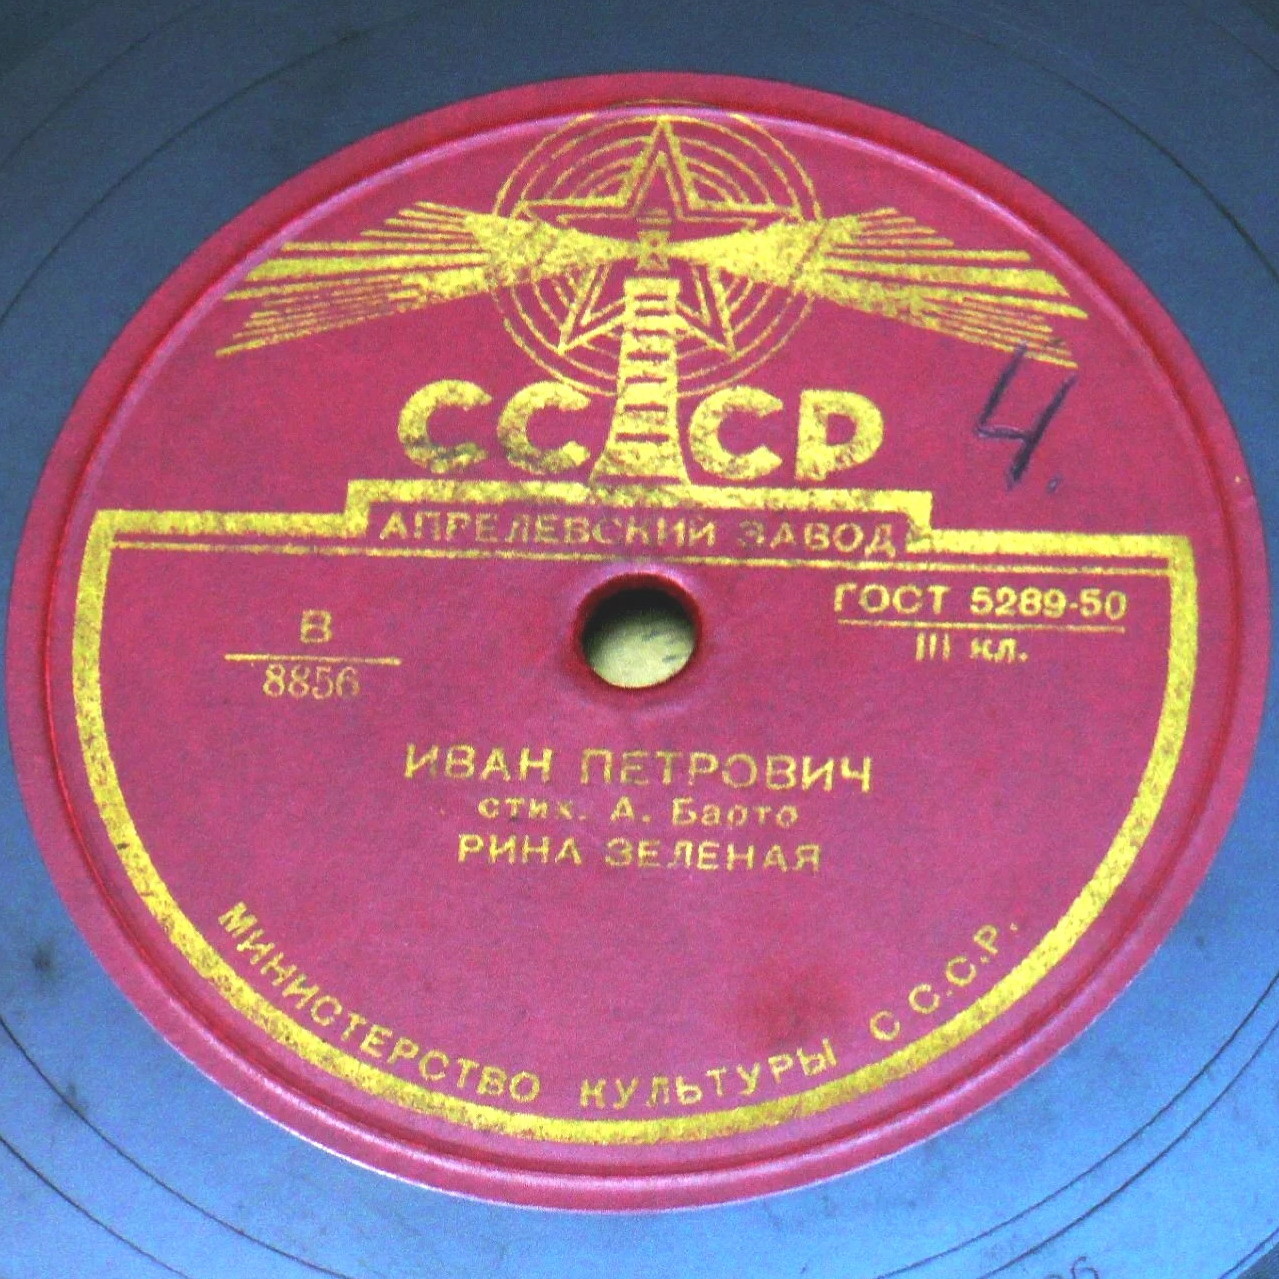 СССР
4.
АПРЕЛЕВСКИЙ ЗАВОД
ГОСТ 5289-50
III кл.
В
8856
ИВАН ПЕТРОВИЧ
стих. А. Барто
РИНА ЗЕЛЕНАЯ
МИНИСТЕРСТВО КУЛЬТУРЫ С.С.С.Р.